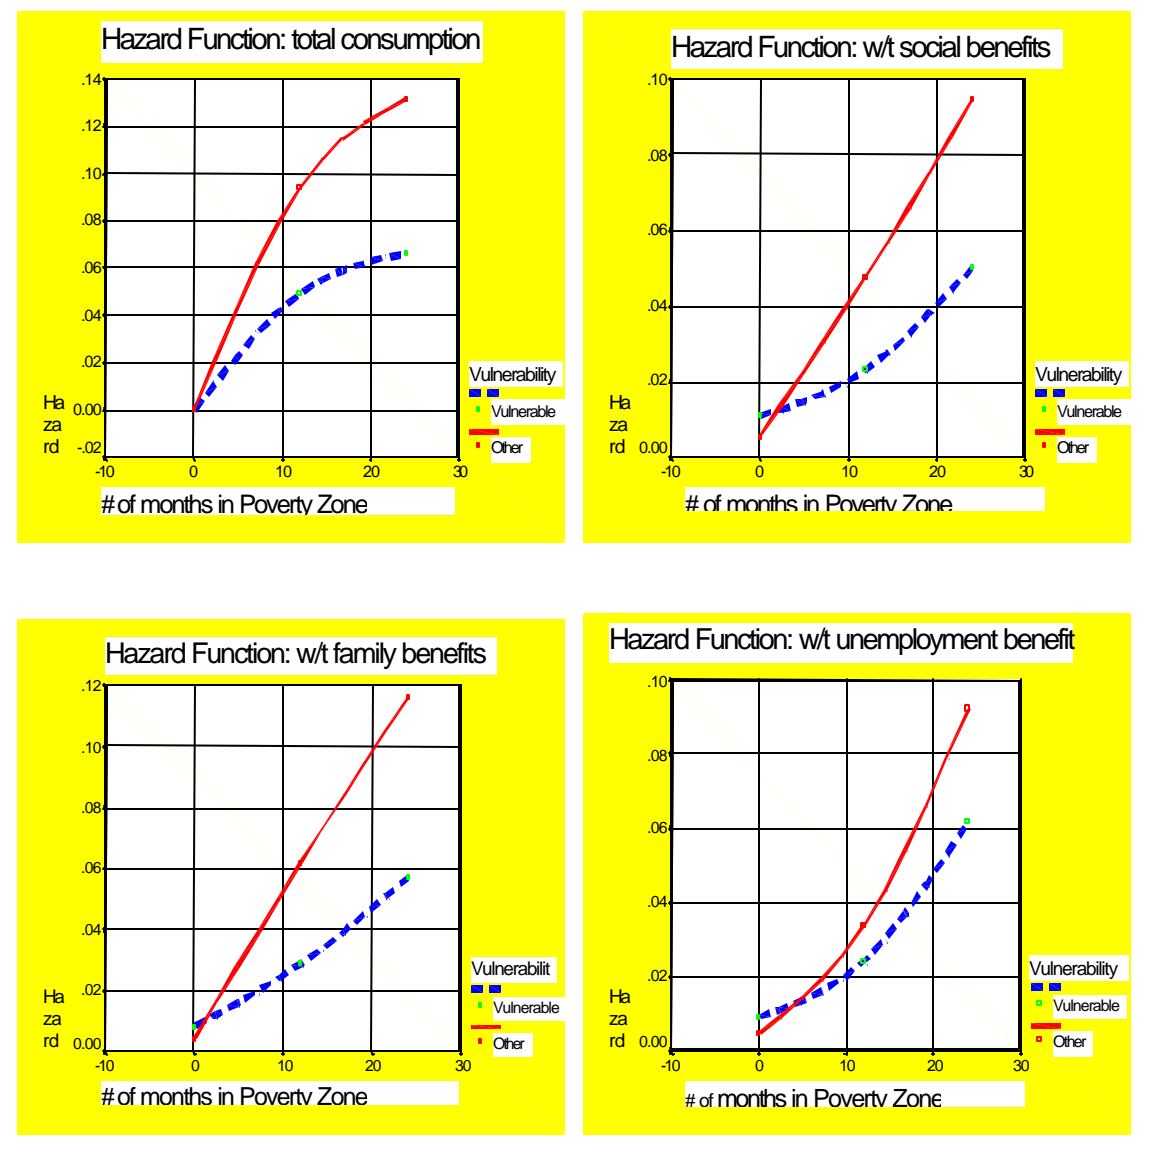 Hazard Function: total consumption
.14
.12
.10
.08
.06
.04
.02
0.00
-.02
Ha
za
rd
-10 0 10 20 30
# of months in Poverty Zone
Vulnerability
Vulnerable
Other
Hazard Function: w/t social benefits
.10
.08
.06
.04
.02
0.00
Ha
za
rd
-10 0 10 20 30
# of months in Poverty Zone
Vulnerability
Vulnerable
Other
Hazard Function: w/t family benefits
.12
.10
.08
.06
.04
.02
0.00
Ha
za
rd
-10 0 10 20 30
# of months in Poverty Zone
Vulnerabilit
Vulnerable
Other
Hazard Function: w/t unemployment benefit
.10
.08
.06
.04
.02
0.00
Ha
za
rd
-10 0 10 20 30
# of months in Poverty Zone
Vulnerability
Vulnerable
Other